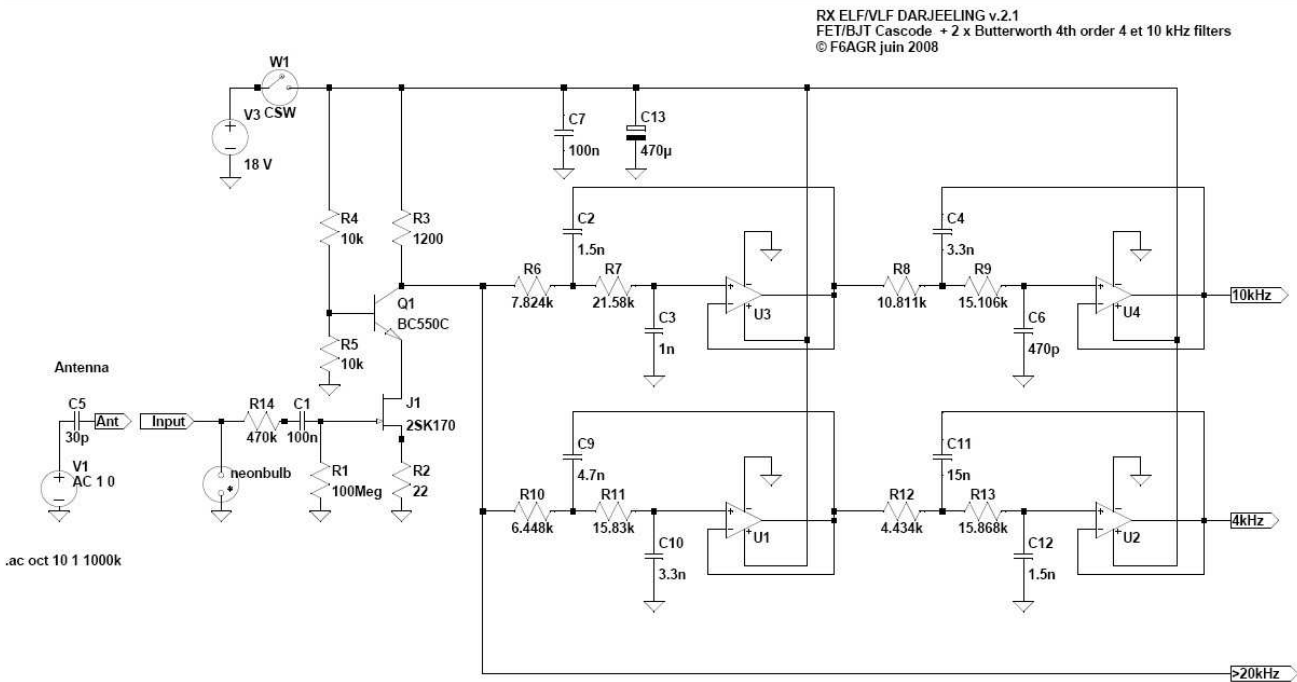 RX ELF/VLF DARJEELING v.2.1
FET/BJT Cascode + 2 x Butterworth 4th order 4 et 10 kHz filters
© F6AGR juin 2008
W1
V3 CSW
18 V
C7
100n
C13
470µ
R4
10k
R3
1200
C2
1.5n
C4
3.3n
R6
7.824k
R7
21.58k
R8
10.811k
R9
15.106k
Q1
BC550C
C3
1n
U3
C6
470p
U4
10kHz
R5
10k
Antenna
C5
30p
Ant
Input
R14
470k
C1
100n
J1
2SK170
V1
AC 1 0
neonbulb
R1
100Meg
R2
22
C9
4.7n
C11
15n
R10
6.448k
R11
15.83k
R12
4.434k
R13
15.868k
C10
3.3n
U1
C12
1.5n
U2
4kHz
.ac oct 10 1 1000k
>20kHz